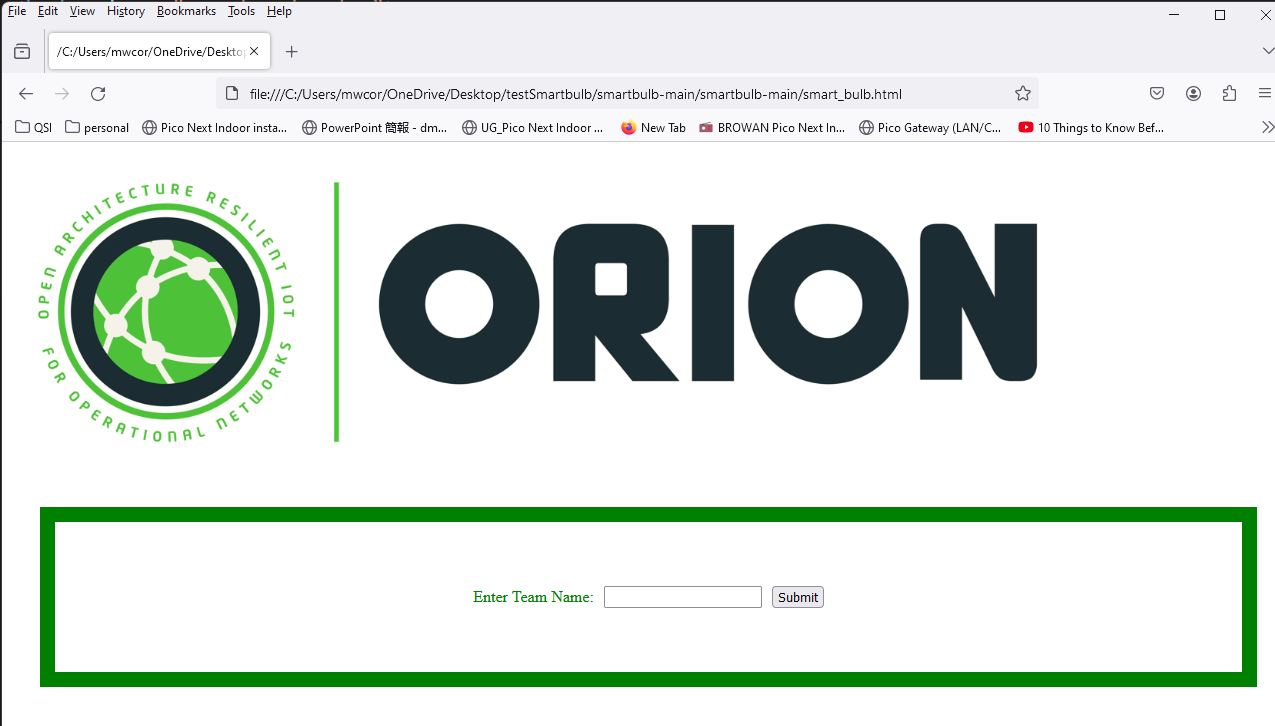 File Edit View History Bookmarks Tools Help
/C:/Users/mwcor/OneDrive/Deskto
file:///C:/Users/mwcor/OneDrive/Desktop/testSmartbulb/smartbulb-main/smartbulb-main/smart_bulb.html
QSI personal Pico Next Indoor insta... PowerPoint 簡報 - dm... UG_Pico Next Indoor ... New Tab BROWAN Pico Next In... Pico Gateway (LAN/C... 10 Things to Know Bef...
OPEN ARCHITECTURE RESILIENT IOT
FOR OPERATIONAL NETWORKS
ORION
Enter Team Name: Submit